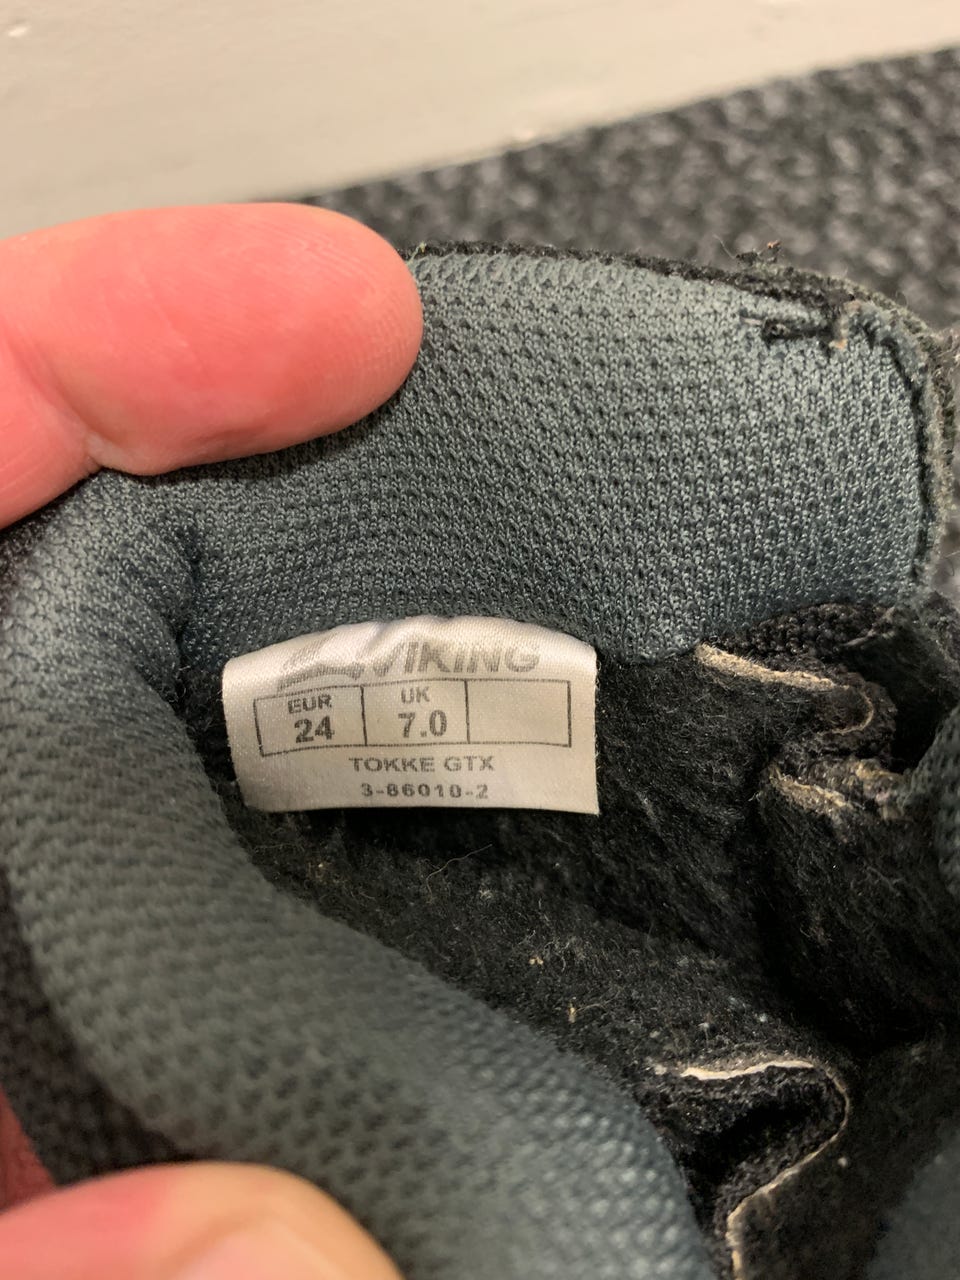 VIKING
EUR UK
24 7.0
TOKKE GTX
3-86010-2